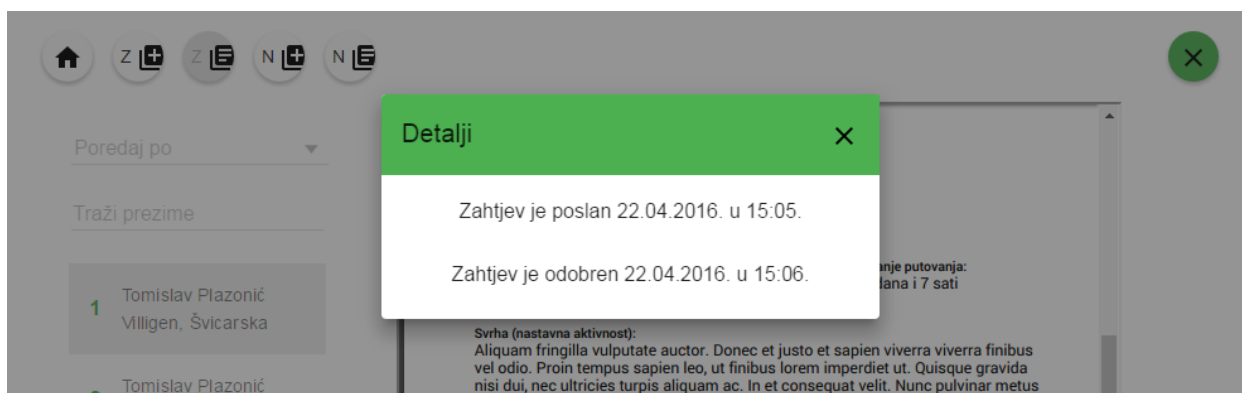 Z
Z
N
N
Detalji
Poredaj po
Zahtjev je poslan 22.04.2016. u 15:05.
Traži prezime
Zahtjev je odobren 22.04.2016. u 15:06.
anje putovanja:
dana i 7 sati
1
Tomislav Plazonić
Villigen, Švicarska
Svrha (nastavna aktivnost):
Aliquam fringilla vulputate auctor. Donec et justo et sapien viverra viverra finibus
vel odio. Proin tempus sapien leo, ut finibus lorem imperdiet ut. Quisque gravida
Tomislav Plazonić
nisi dui, nec ultricies turpis aliquam ac. In et consequat velit. Nunc pulvinar metus